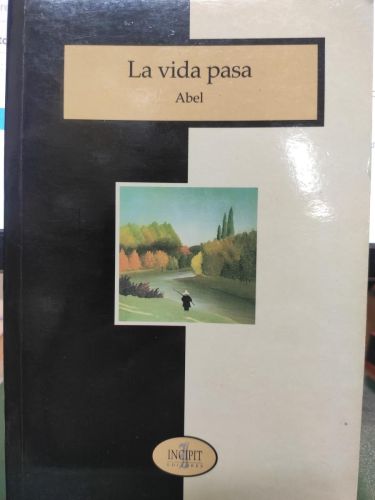 La vida pasa
Abel
INCIPIT
EDITORES